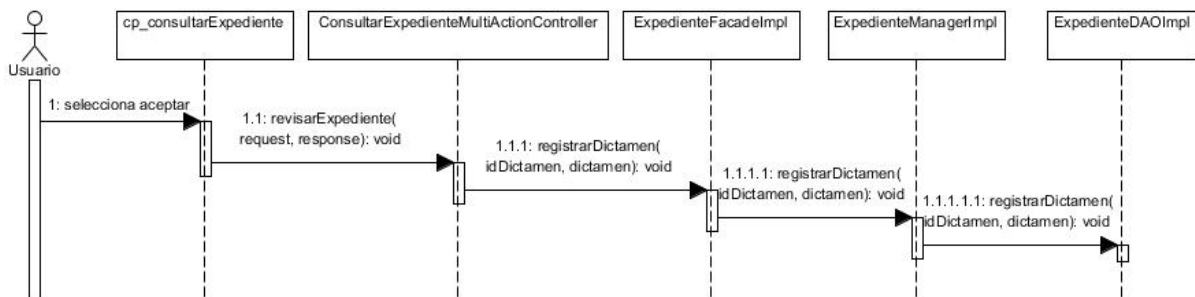 cp_consultarExpediente
ConsultarExpedienteMultiActionController
ExpedienteFacadeImpl
ExpedienteManagerImpl
ExpedienteDAOImpl
Usuario
1: selecciona aceptar
1.1: revisarExpediente(
request, response): void
1.1.1: registrarDictamen(
idDictamen, dictamen): void
1.1.1.1: registrarDictamen(
idDictamen, dictamen): void
1.1.1.1.1: registrarDictamen(
idDictamen, dictamen): void